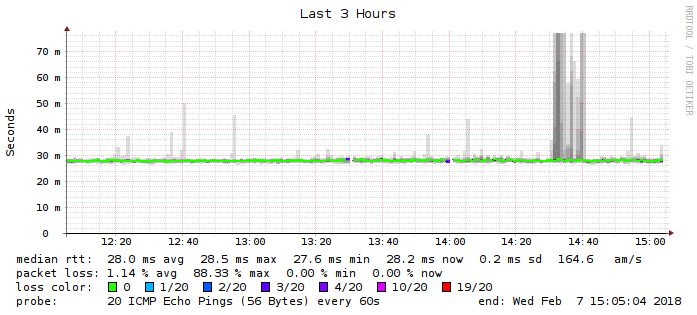 Last 3 Hours
RRDTOOL / TOBI OETIKER
Seconds
70 m
60 m
50 m
40 m
30 m
20 m
10 m
0
12:20 12:40 13:00 13:20 13:40 14:00 14:20 14:40 15:00
median rtt: 28.0 ms avg 28.5 ms max 27.6 ms min 28.2 ms now 0.2 ms sd 164.6 am/s
packet loss: 1.14 % avg 88.33 % max 0.00 % min 0.00 % now
loss color: 0 1/20 2/20 3/20 4/20 10/20 19/20
probe: 20 ICMP Echo Pings (56 Bytes) every 60s end: Wed Feb 7 15:05:04 2018